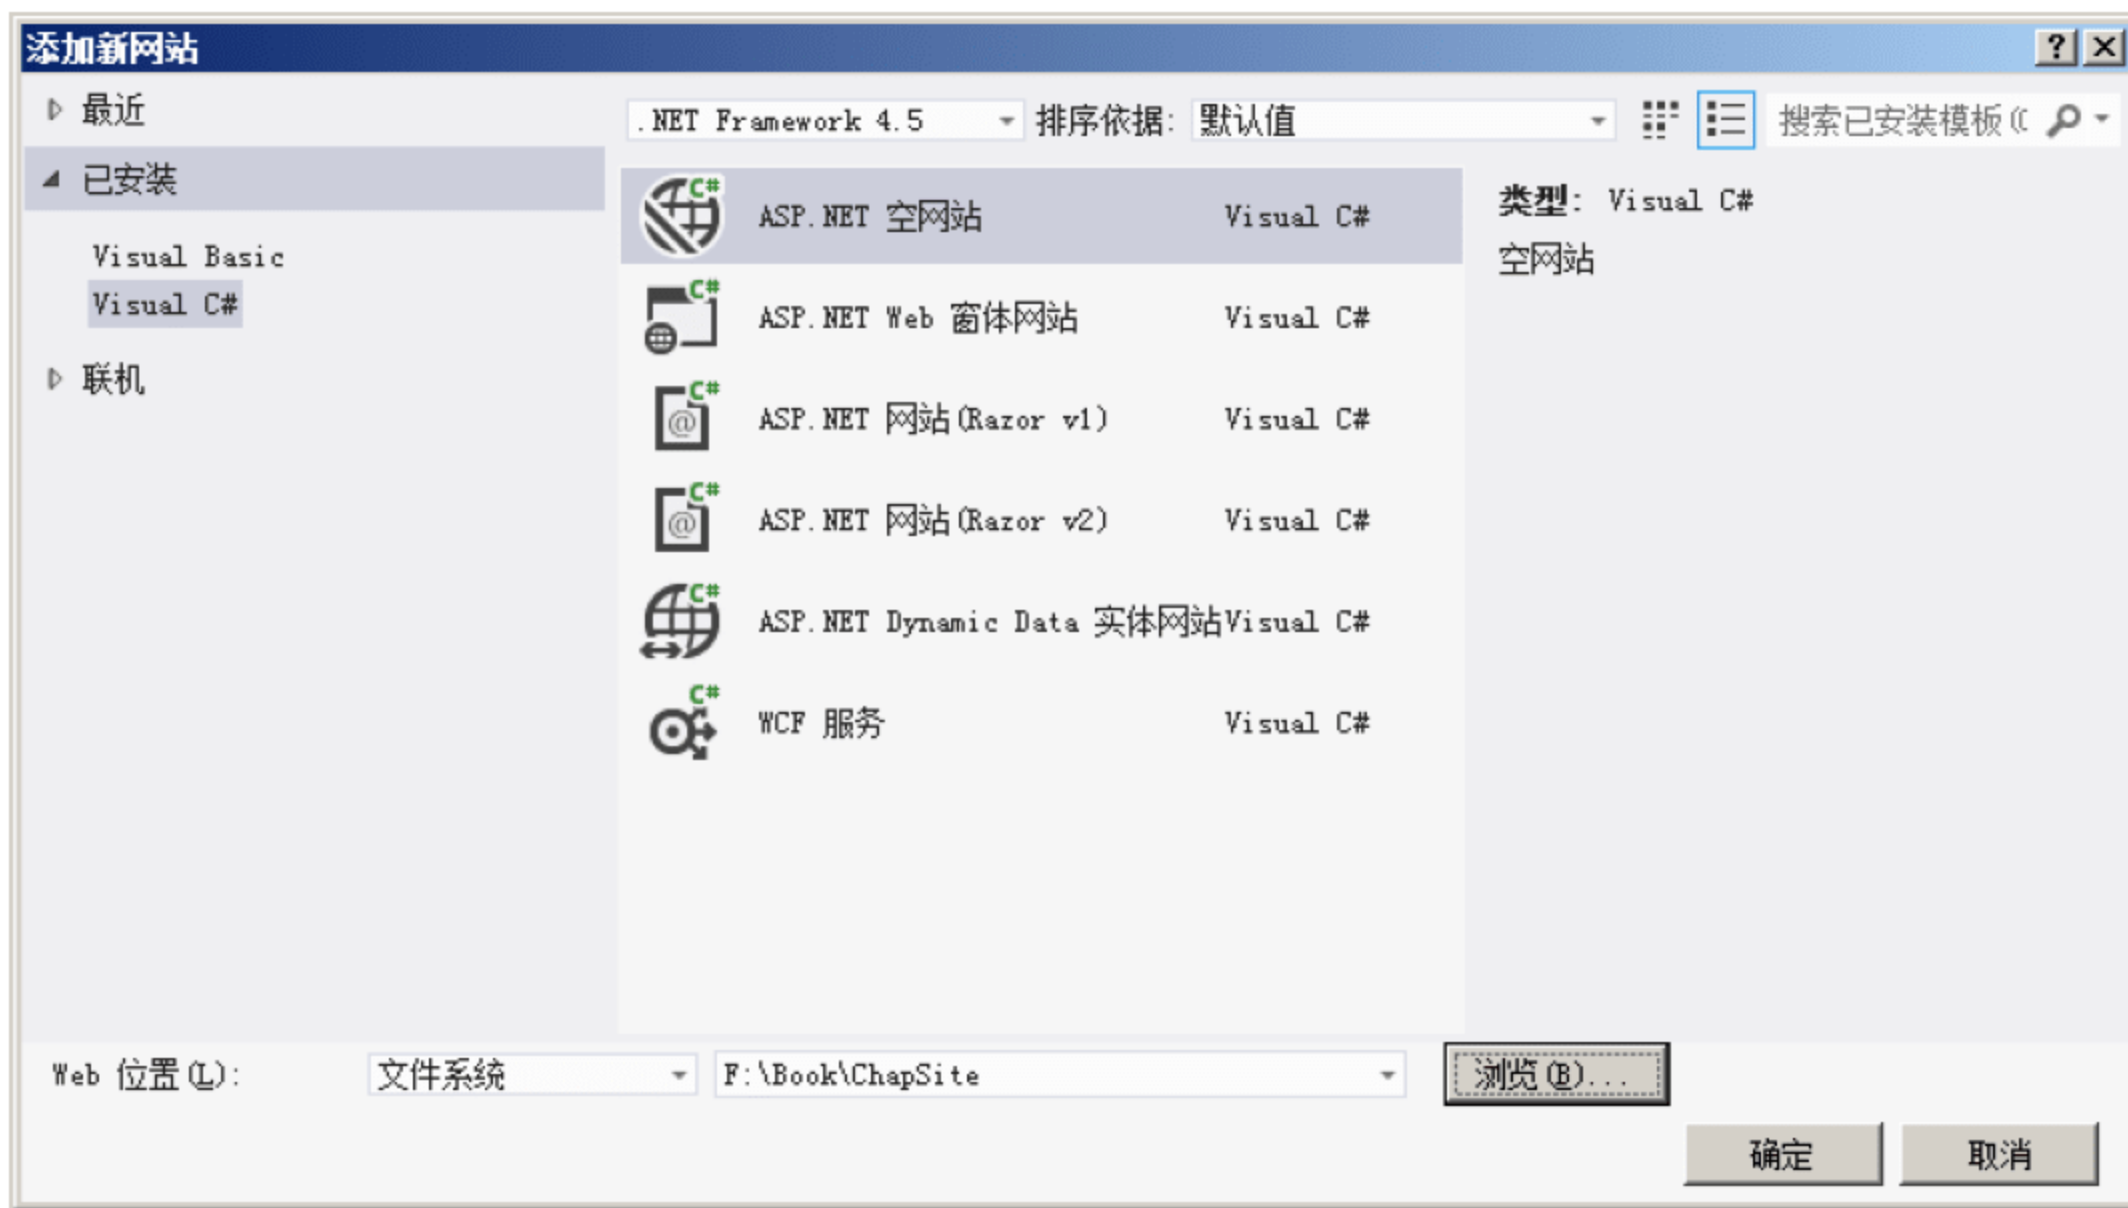 添加新网站
最近
已安装
Visual Basic
Visual C#
联机
.NET Framework 4.5 排序依据: 默认值 搜索已安装模板(
ASP.NET 空网站 Visual C#
ASP.NET Web 窗体网站 Visual C#
ASP.NET 网站(Razor v1) Visual C#
ASP.NET 网站(Razor v2) Visual C#
ASP.NET Dynamic Data 实体网站 Visual C#
WCF 服务 Visual C#
类型: Visual C#
空网站
Web 位置(L): 文件系统 F:\Book\ChapSite 浏览(B)...
确定 取消